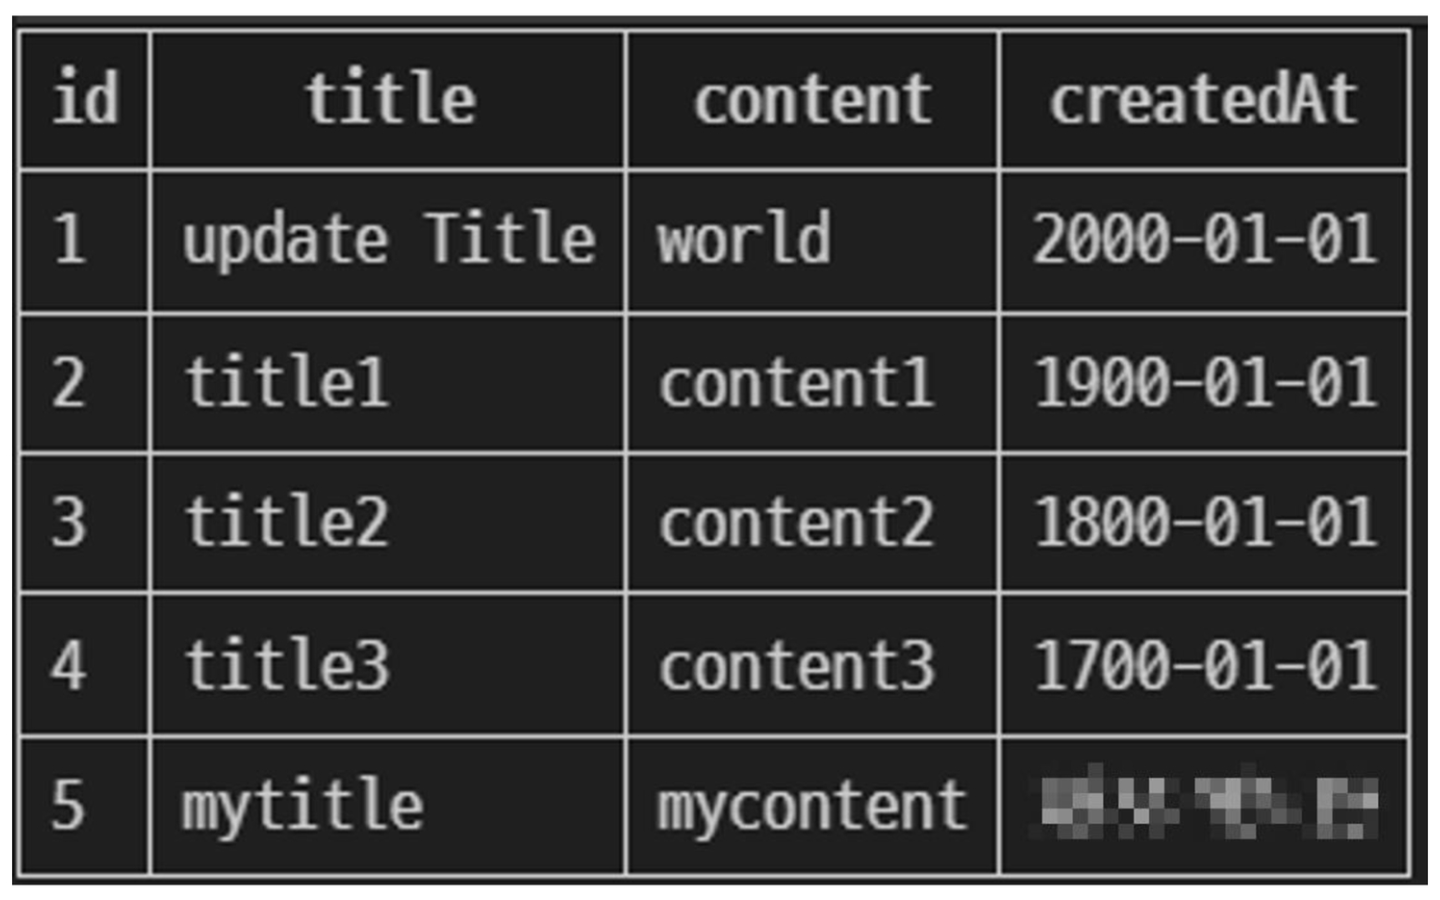 id title content createdAt
1 update Title world 2000-01-01
2 title1 content1 1900-01-01
3 title2 content2 1800-01-01
4 title3 content3 1700-01-01
5 mytitle mycontent